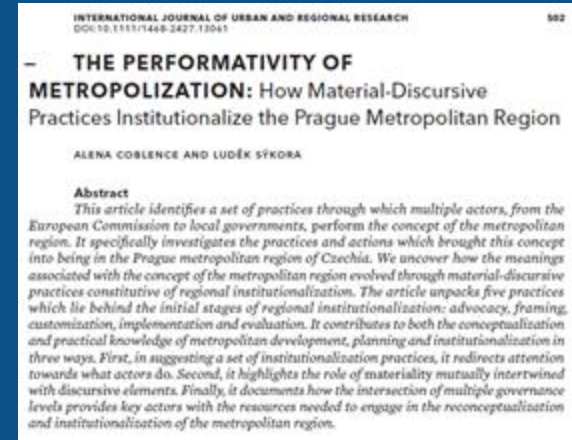 INTERNATIONAL JOURNAL OF URBAN AND REGIONAL RESEARCH 502
DOI:10.1111/1468-2427.13061
— THE PERFORMATIVITY OF
METROPOLIZATION: How Material-Discursive
Practices Institutionalize the Prague Metropolitan Region
ALENA COBLENCE AND LUDĚK SÝKORA
Abstract
This article identifies a set of practices through which multiple actors, from the
European Commission to local governments, perform the concept of the metropolitan
region. It specifically investigates the practices and actions which brought this concept
into being in the Prague metropolitan region of Czechia. We uncover how the meanings
associated with the concept of the metropolitan region evolved through material-discursive
practices constitutive of regional institutionalization. The article unpacks five practices
which lie behind the initial stages of regional institutionalization: advocacy, framing,
customization, implementation and evaluation. It contributes to both the conceptualization
and practical knowledge of metropolitan development, planning and institutionalization in
three ways. First, in suggesting a set of institutionalization practices, it redirects attention
towards what actors do. Second, it highlights the role of materiality mutually intertwined
with discursive elements. Finally, it documents how the intersection of multiple governance
levels provides key actors with the resources needed to engage in the reconceptualization
and institutionalization of the metropolitan region.